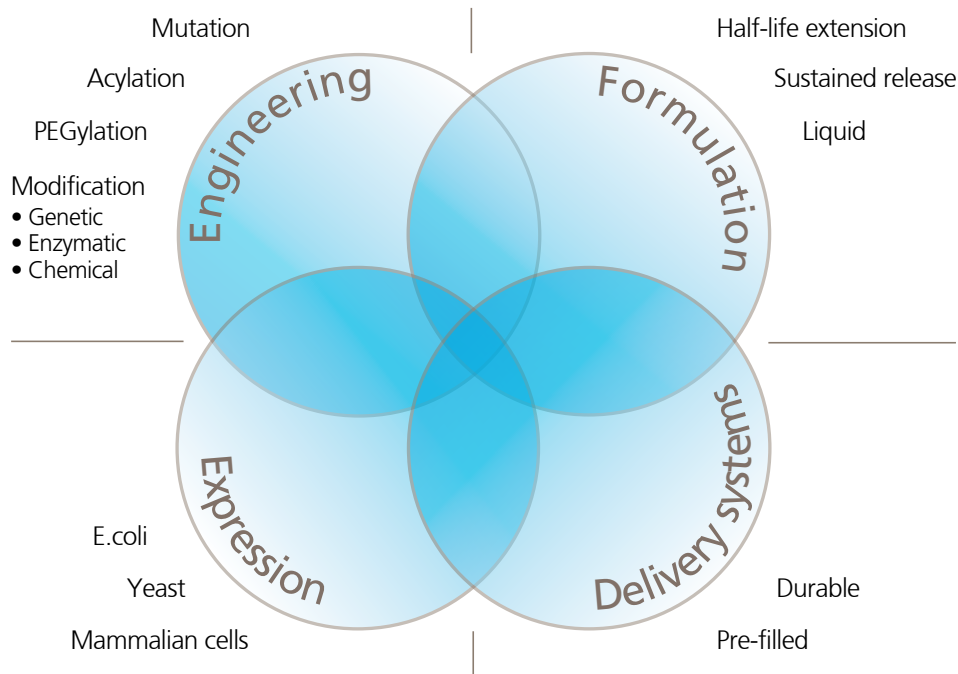 Mutation
Acylation
PEGylation
Modification
• Genetic
• Enzymatic
• Chemical
Engineering
Formulation
Half-life extension
Sustained release
Liquid
Expression
E.coli
Yeast
Mammalian cells
Delivery systems
Durable
Pre-filled